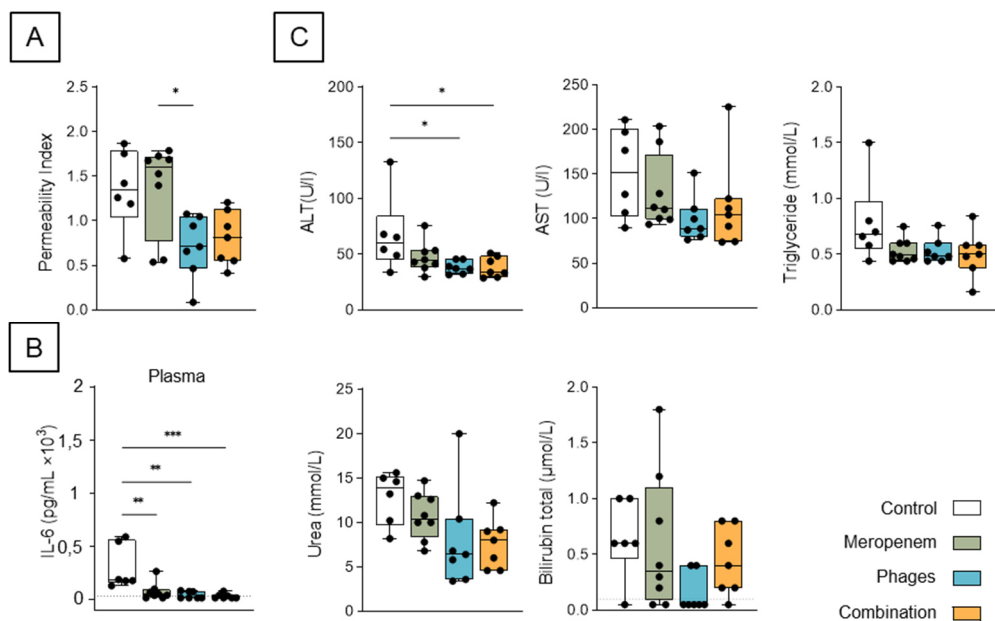 A
C
Permeability Index
2.5
2.0
1.5
1.0
0.5
0.0
*
ALT(U/l)
200
150
100
50
0
*
*
AST (U/l)
250
200
150
100
50
0
Triglyceride (mmol/L)
2.0
1.5
1.0
0.5
0.0
B
Plasma
IL-6 (pg/mL ×10³)
2
1,5
1
0,5
0
***
**
**
Urea (mmol/L)
25
20
15
10
5
0
Bilirubin total (µmol/L)
2.0
1.5
1.0
0.5
0.0
Control
Meropenem
Phages
Combination